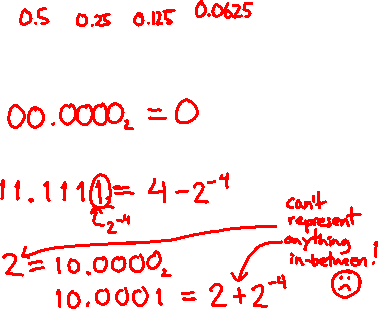 0.5 0.25 0.125 0.0625
00.0000₂ = 0
11.1111₂ = 4 - 2⁻⁴
2⁻⁴
can't
represent
anything
in-between!
2 = 10.0000₂
10.0001 = 2 + 2⁻⁴